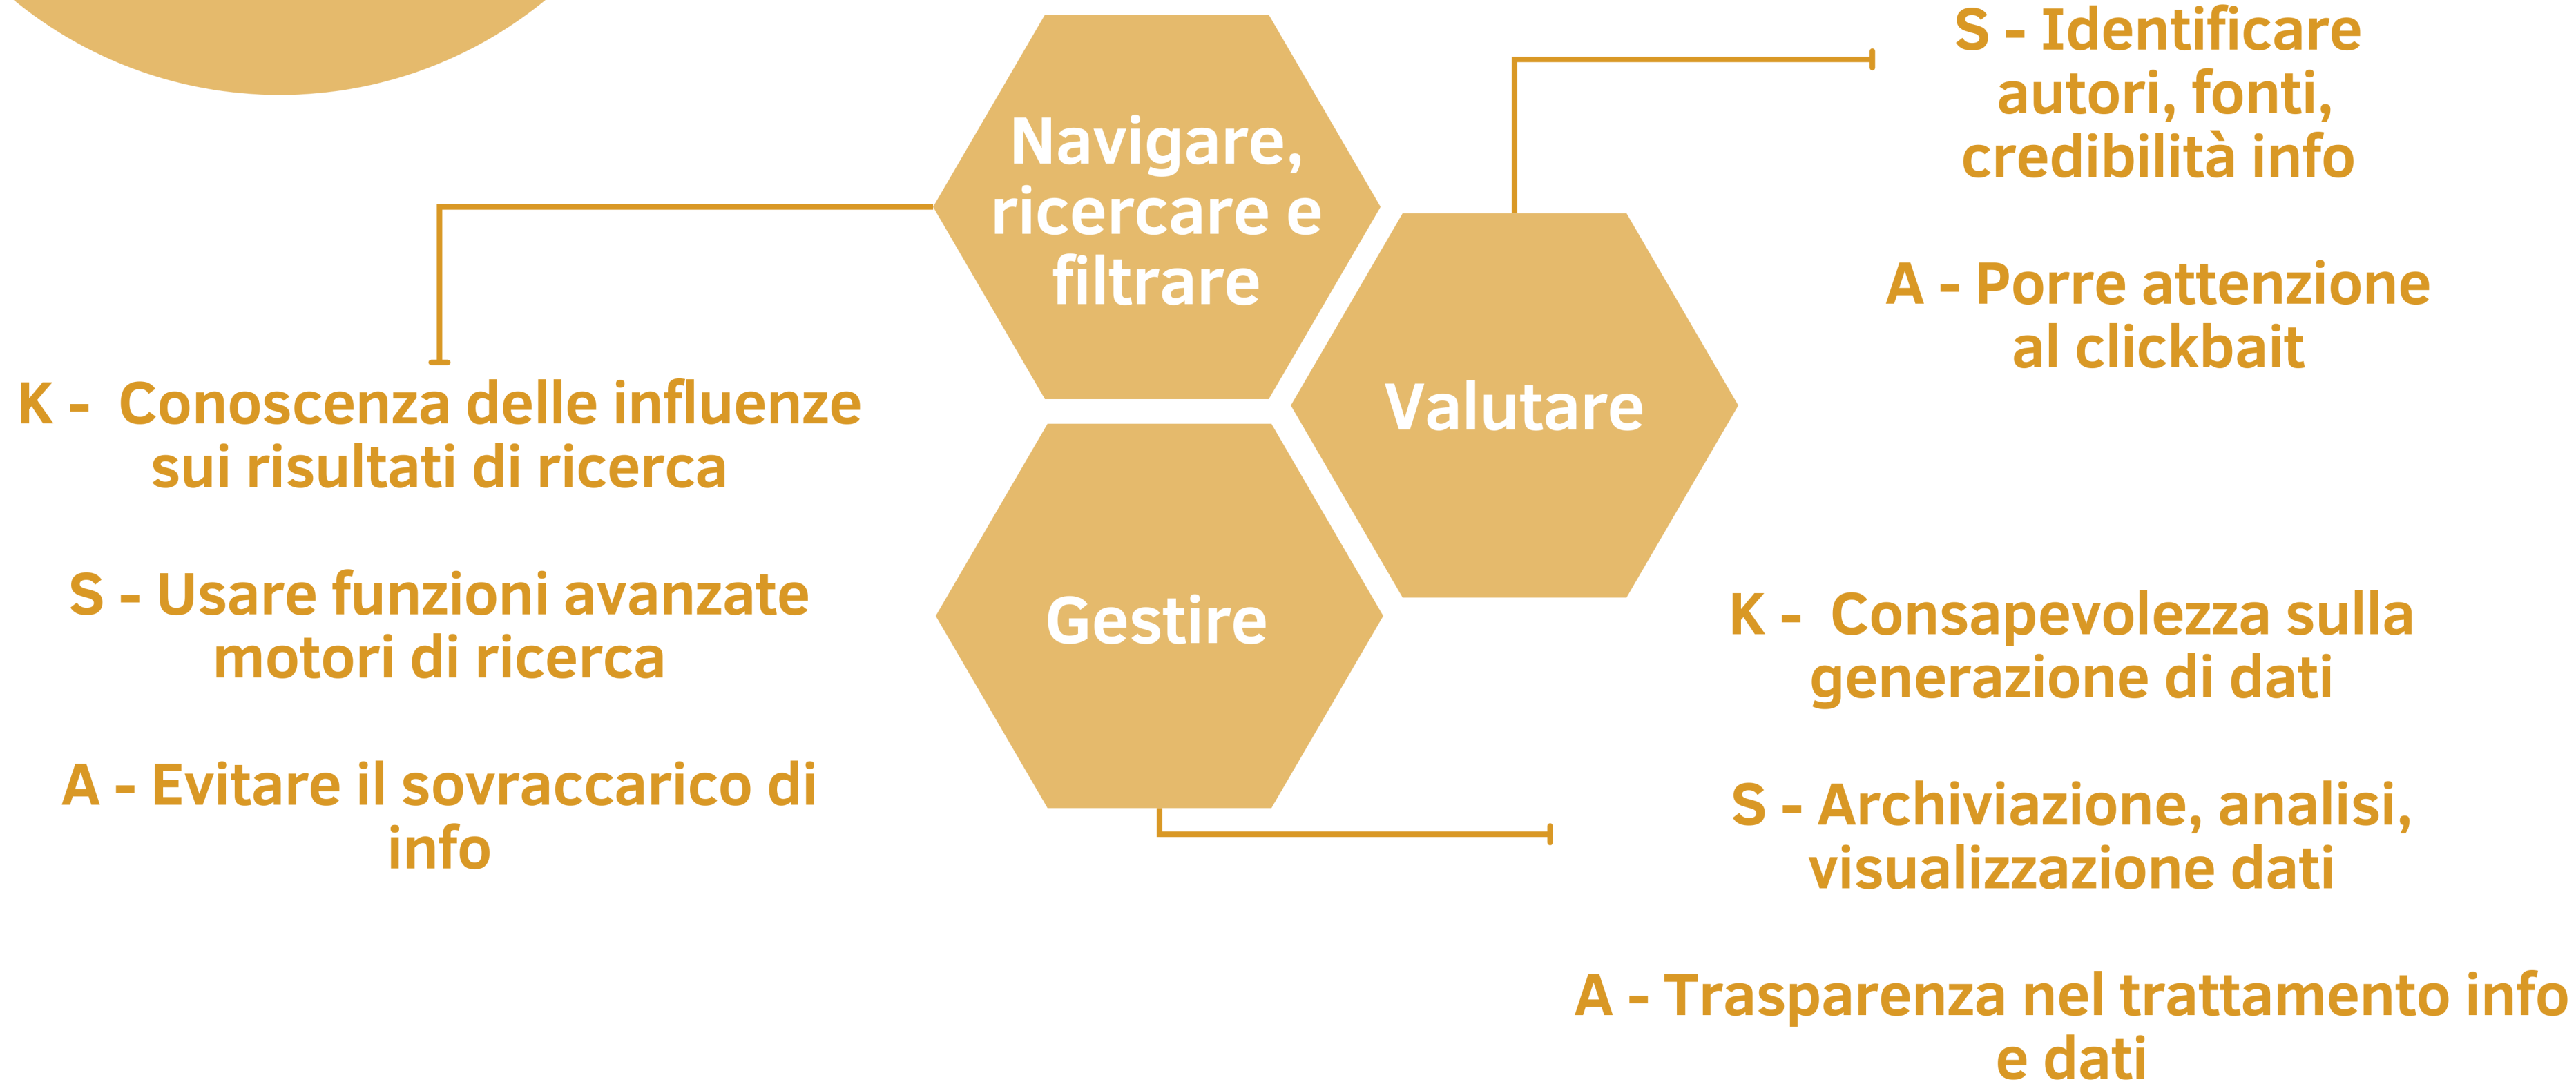 Navigare,
ricercare e
filtrare
K - Conoscenza delle influenze
sui risultati di ricerca
S - Usare funzioni avanzate
motori di ricerca
A - Evitare il sovraccarico di
info
Valutare
S - Identificare
autori, fonti,
credibilità info
A - Porre attenzione
al clickbait
Gestire
K - Consapevolezza sulla
generazione di dati
S - Archiviazione, analisi,
visualizzazione dati
A - Trasparenza nel trattamento info
e dati